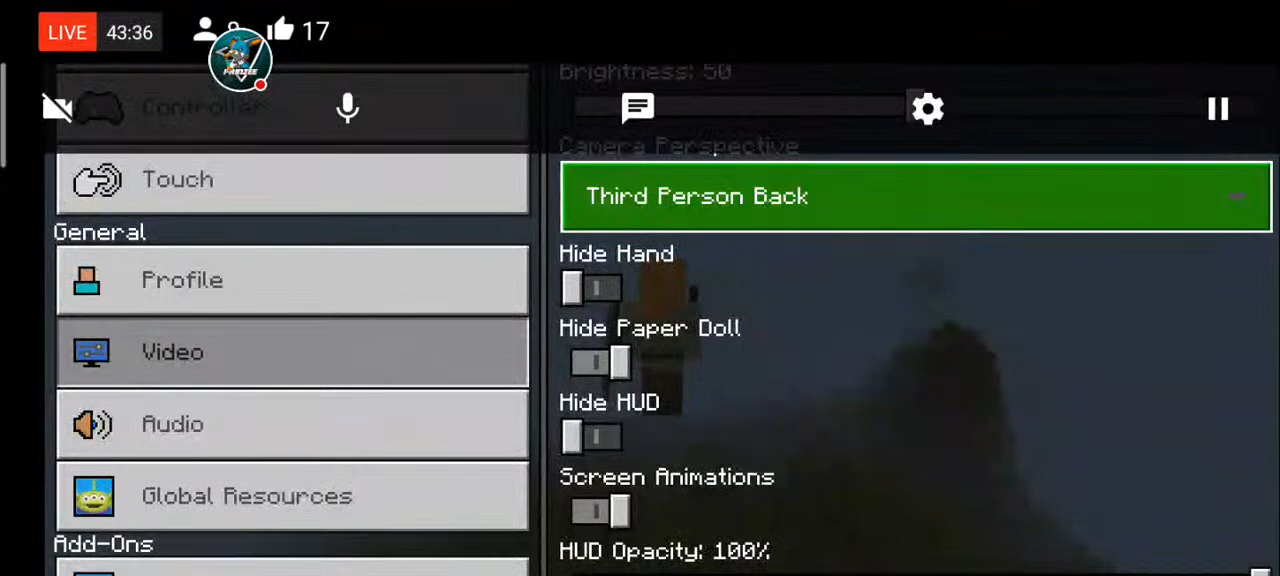 LIVE 43:36 17
Controller
Touch
General
Profile
Video
Audio
Global Resources
Add-Ons
Brightness: 50
Camera Perspective
Third Person Back
Hide Hand
Hide Paper Doll
Hide HUD
Screen Animations
HUD Opacity: 100%